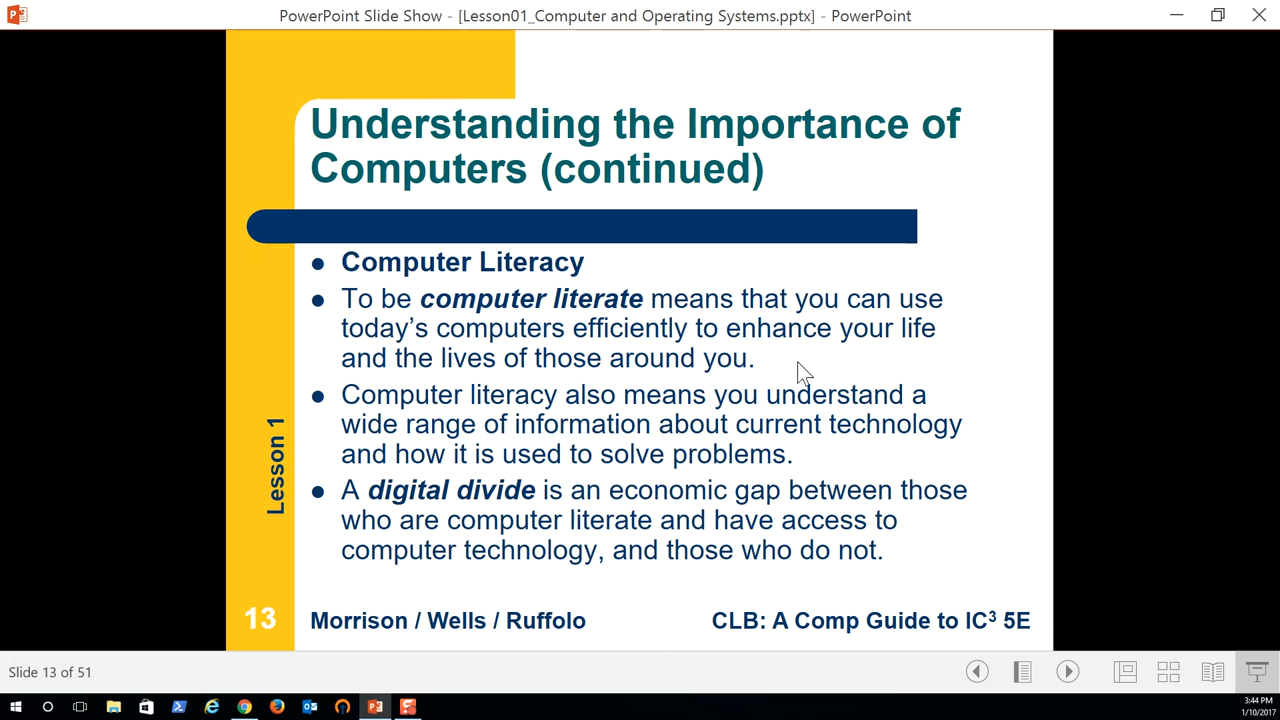 PowerPoint Slide Show - [Lesson01_Computer and Operating Systems.pptx] - PowerPoint
Understanding the Importance of
Computers (continued)
● Computer Literacy
● To be computer literate means that you can use
today’s computers efficiently to enhance your life
and the lives of those around you.
● Computer literacy also means you understand a
wide range of information about current technology
and how it is used to solve problems.
● A digital divide is an economic gap between those
who are computer literate and have access to
computer technology, and those who do not.
Lesson 1
13
Morrison / Wells / Ruffolo
CLB: A Comp Guide to IC³ 5E
Slide 13 of 51
3:44 PM
1/10/2017